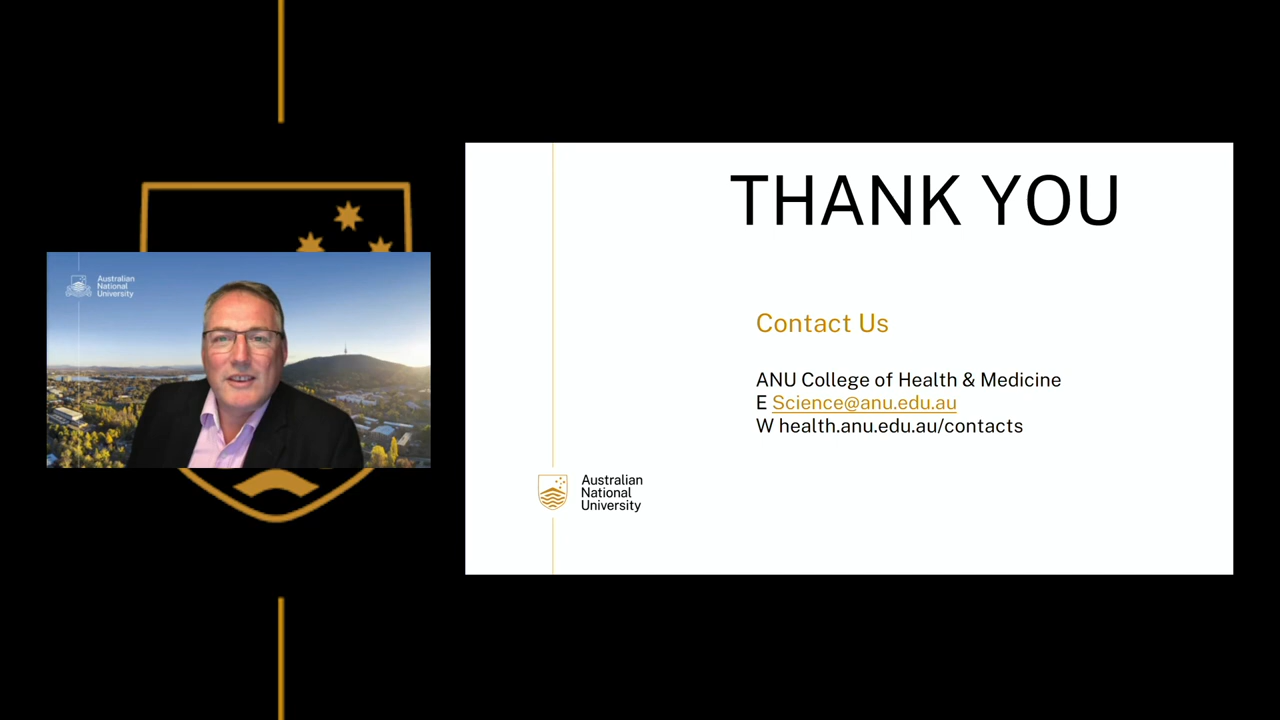 Australian
National
University
THANK YOU
Contact Us
ANU College of Health & Medicine
E Science@anu.edu.au
W health.anu.edu.au/contacts
Australian
National
University